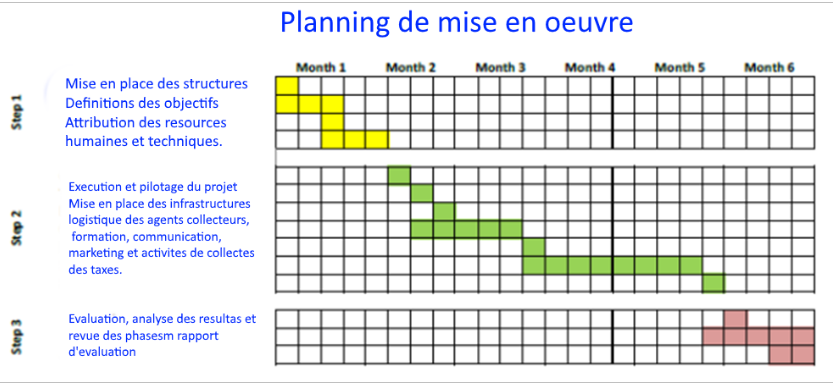 Planning de mise en oeuvre
Month 1 Month 2 Month 3 Month 4 Month 5 Month 6
Step 1
Mise en place des structures
Definitions des objectifs
Attribution des resources
humaines et techniques.
Step 2
Execution et pilotage du projet
Mise en place des infrastructures
logistique des agents collecteurs,
formation, communication,
marketing et activites de collectes
des taxes.
Step 3
Evaluation, analyse des resultas et
revue des phasesm rapport
d'evaluation